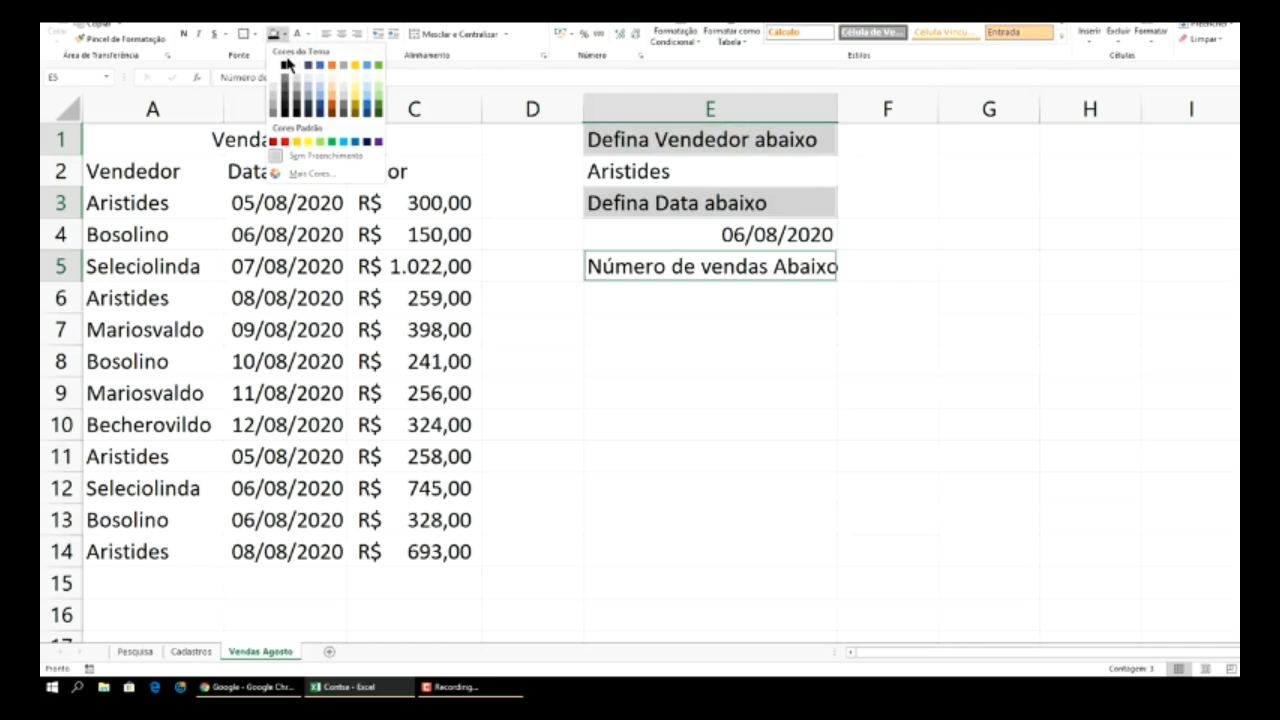 Copiar
Pincel de Formatação
N I S
A
Mesclar e Centralizar
% 000
Formatação Condicional
Formatar como Tabela
Cálculo
Célula de Ve...
Célula Vincu...
Entrada
Inserir Excluir Formatar
Preencher
Limpar
Área de Transferência
Fonte
Alinhamento
Número
Estilos
Células
Cores do Tema
E5
fx
Número de
Cores Padrão
Sem Preenchimento
Mais Cores...
A C D E F G H I
1 Venda Defina Vendedor abaixo
2 Vendedor Data or Aristides
3 Aristides 05/08/2020 R$ 300,00 Defina Data abaixo
4 Bosolino 06/08/2020 R$ 150,00 06/08/2020
5 Seleciolinda 07/08/2020 R$ 1.022,00 Número de vendas Abaixo
6 Aristides 08/08/2020 R$ 259,00
7 Mariosvaldo 09/08/2020 R$ 398,00
8 Bosolino 10/08/2020 R$ 241,00
9 Mariosvaldo 11/08/2020 R$ 256,00
10 Becherovildo 12/08/2020 R$ 324,00
11 Aristides 05/08/2020 R$ 258,00
12 Seleciolinda 06/08/2020 R$ 745,00
13 Bosolino 06/08/2020 R$ 328,00
14 Aristides 08/08/2020 R$ 693,00
15
16
17
Pesquisa Cadastros Vendas Agosto
Pronto
Contagem: 3
Google - Google Chr...
Contse - Excel
Recording...